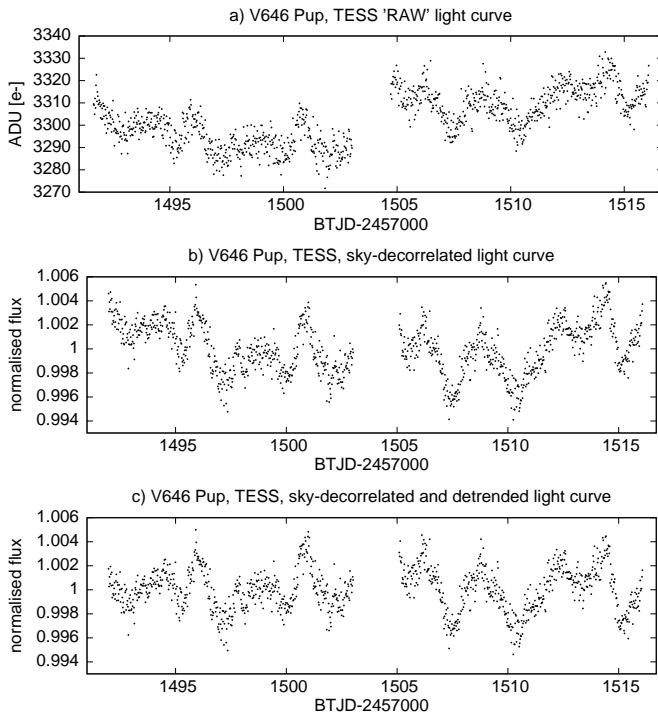 a) V646 Pup, TESS 'RAW' light curve
3340
3330
3320
3310
3300
3290
3280
3270
ADU [e-]
1495 1500 1505 1510 1515
BTJD-2457000
b) V646 Pup, TESS, sky-decorrelated light curve
1.006
1.004
1.002
1
0.998
0.996
0.994
normalised flux
1495 1500 1505 1510 1515
BTJD-2457000
c) V646 Pup, TESS, sky-decorrelated and detrended light curve
1.006
1.004
1.002
1
0.998
0.996
0.994
normalised flux
1495 1500 1505 1510 1515
BTJD-2457000